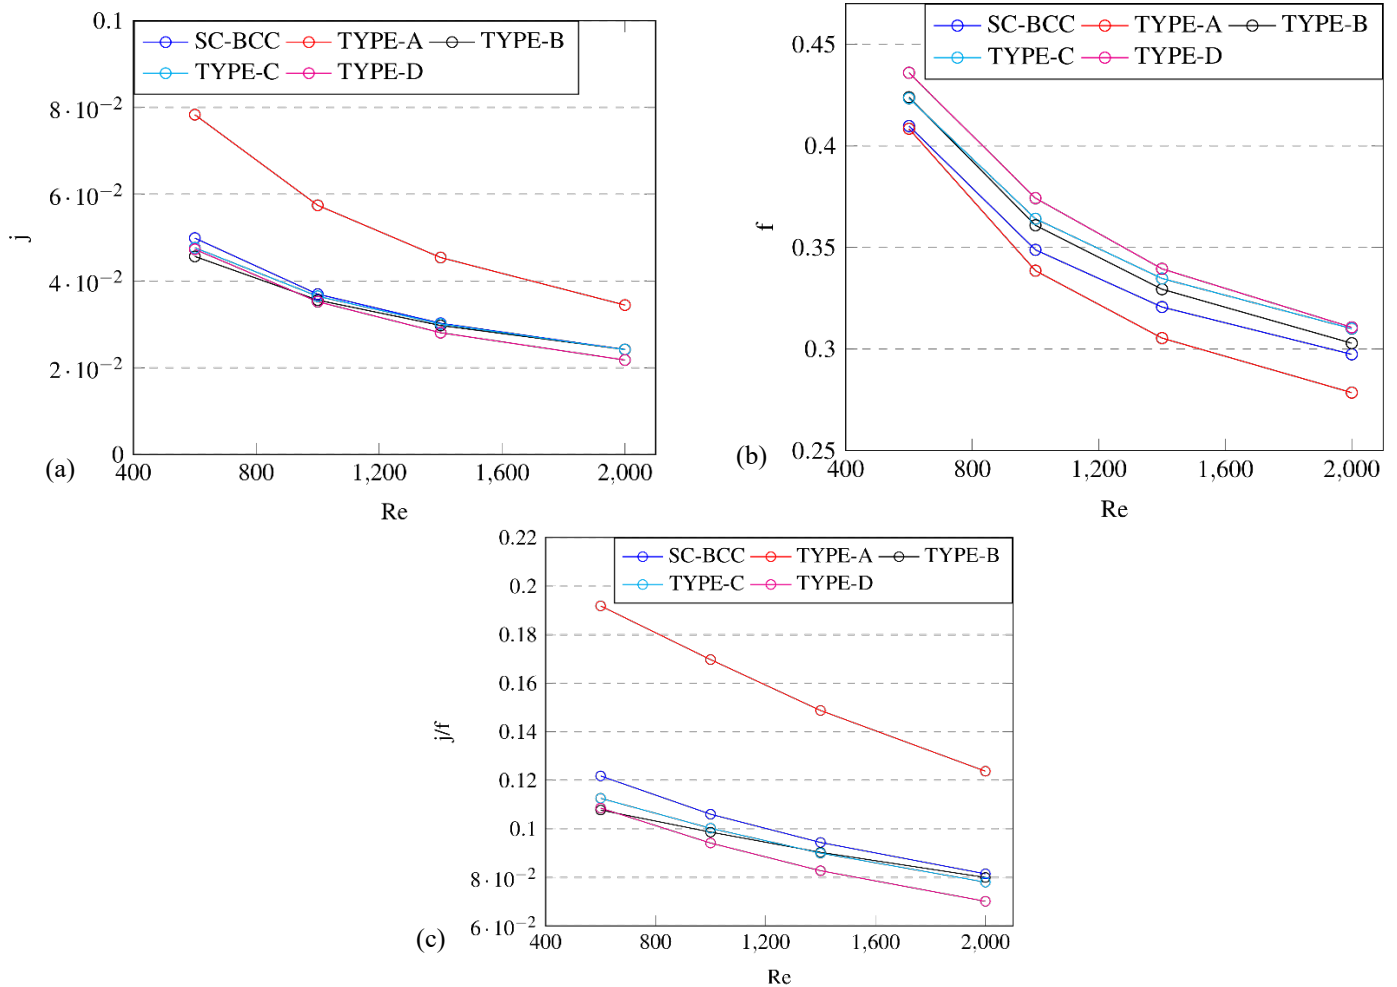 0.1
SC-BCC TYPE-A TYPE-B
TYPE-C TYPE-D
8·10⁻²
6·10⁻²
4·10⁻²
2·10⁻²
0
j
400 800 1,200 1,600 2,000
Re
(a)
SC-BCC TYPE-A TYPE-B
TYPE-C TYPE-D
0.45
0.4
0.35
0.3
0.25
f
400 800 1,200 1,600 2,000
Re
(b)
0.22
SC-BCC TYPE-A TYPE-B
TYPE-C TYPE-D
0.2
0.18
0.16
0.14
0.12
0.1
8·10⁻²
6·10⁻²
j/f
400 800 1,200 1,600 2,000
Re
(c)